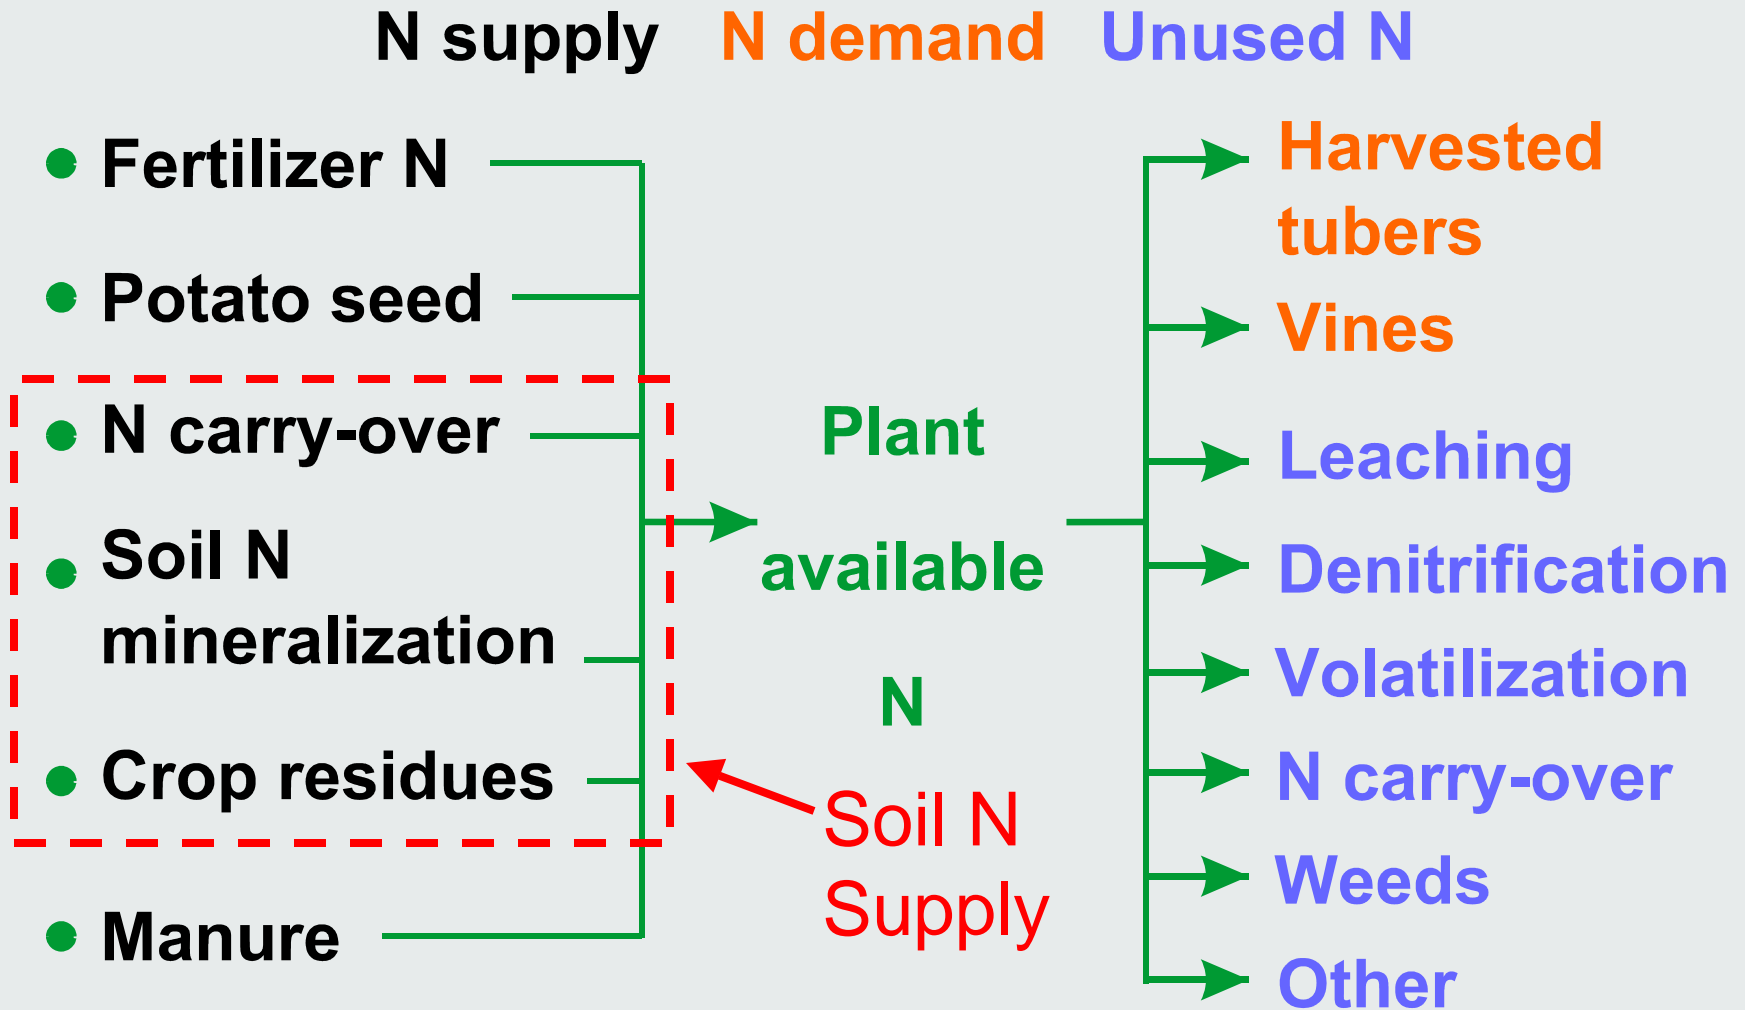 N supply N demand Unused N
Fertilizer N
Potato seed
N carry-over
Soil N
mineralization
Crop residues
Manure
Plant
available
N
Soil N
Supply
Harvested
tubers
Vines
Leaching
Denitrification
Volatilization
N carry-over
Weeds
Other